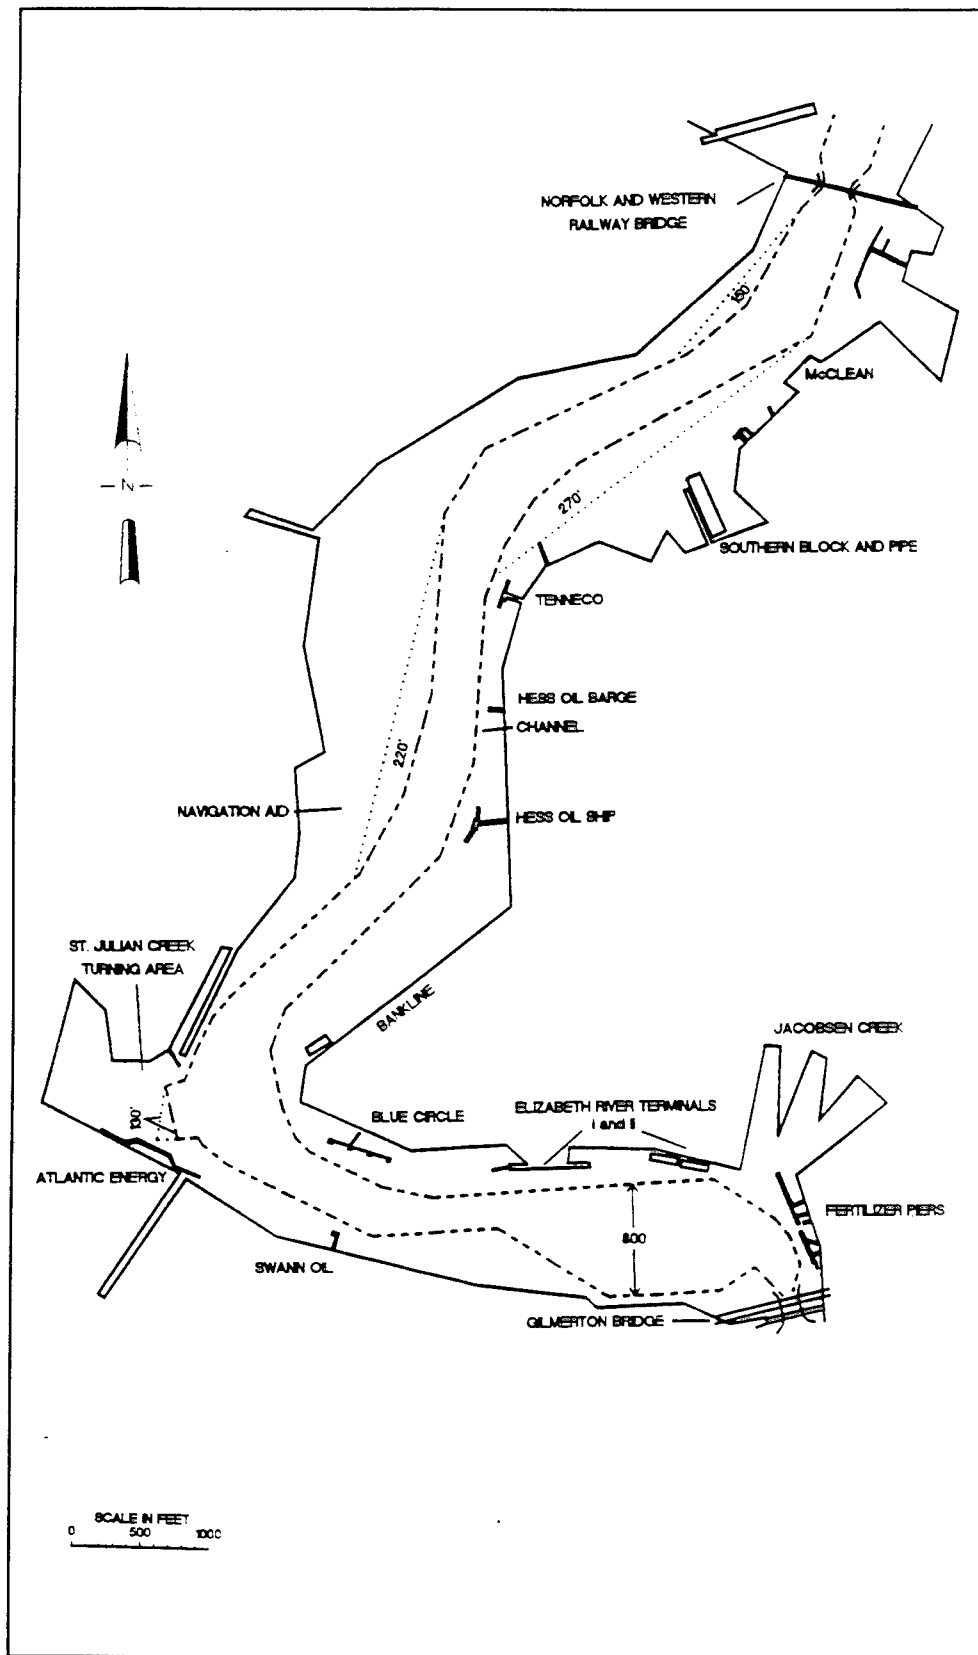 NORFOLK AND WESTERN
RAILWAY BRIDGE
150'
McCLEAN
N
270'
SOUTHERN BLOCK AND PIPE
TENNECO
HESS OIL BARGE
CHANNEL
220'
NAVIGATION AID
HESS OIL SHIP
ST. JULIAN CREEK
TURNING AREA
BANKLINE
JACOBSEN CREEK
130'
BLUE CIRCLE
ELIZABETH RIVER TERMINALS
I and II
ATLANTIC ENERGY
FERTILIZER PIERS
800
SWANN OIL
GILMERTON BRIDGE
SCALE IN FEET
0 500 1000